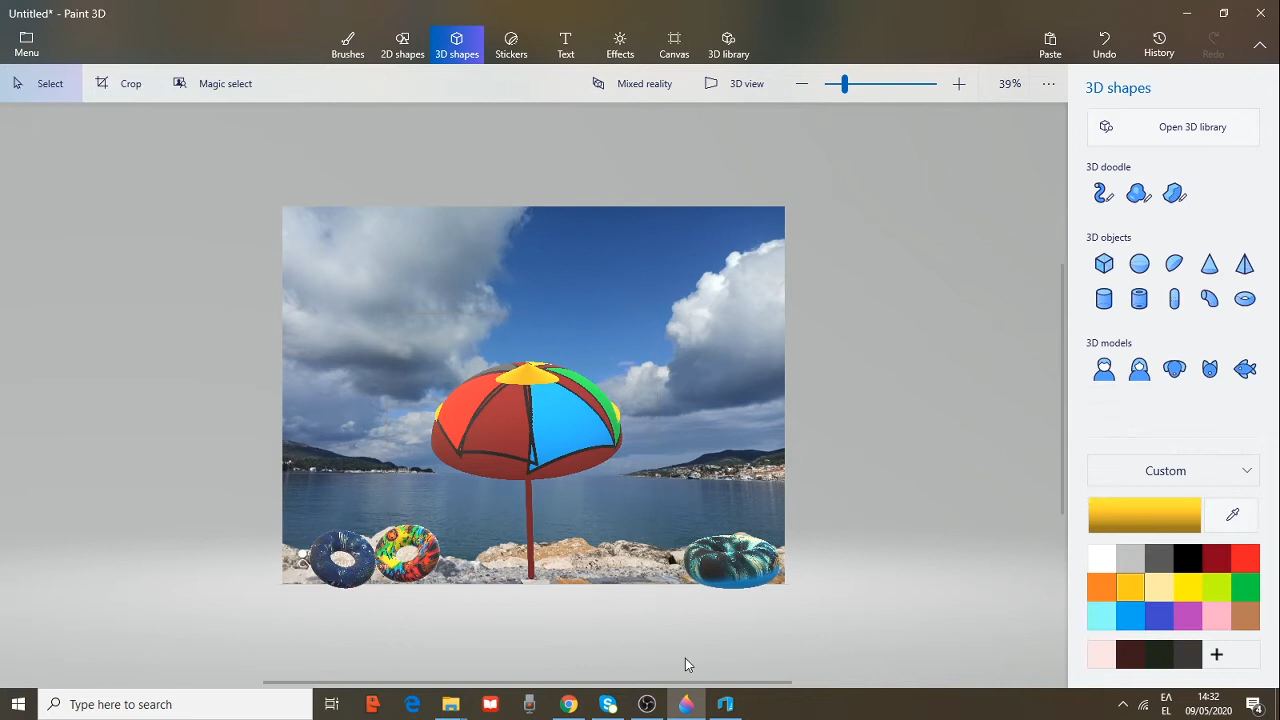 Untitled* - Paint 3D
Menu
Brushes
2D shapes
3D shapes
Stickers
Text
Effects
Canvas
3D library
Paste
Undo
History
Redo
Select
Crop
Magic select
Mixed reality
3D view
39%
3D shapes
Open 3D library
3D doodle
3D objects
3D models
Custom
Type here to search
ΕΛ
EL
14:32
09/05/2020
4